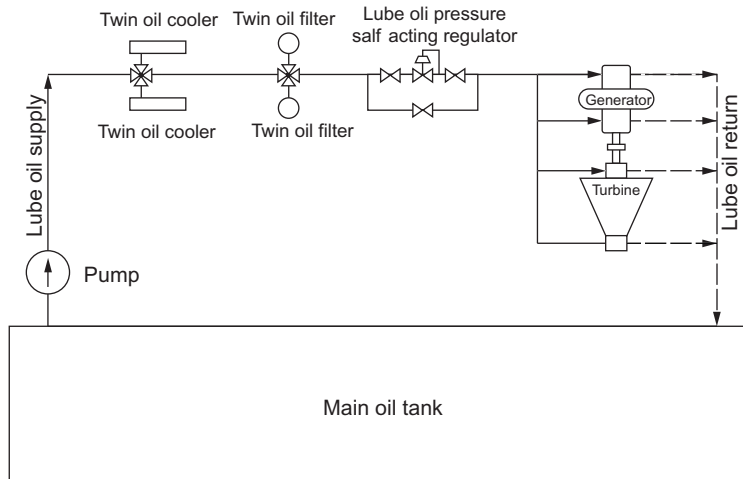 Twin oil cooler
Twin oil filter
Lube oli pressure
salf acting regulator
Twin oil cooler
Twin oil filter
Generator
Turbine
Lube oil supply
Lube oil return
Pump
Main oil tank